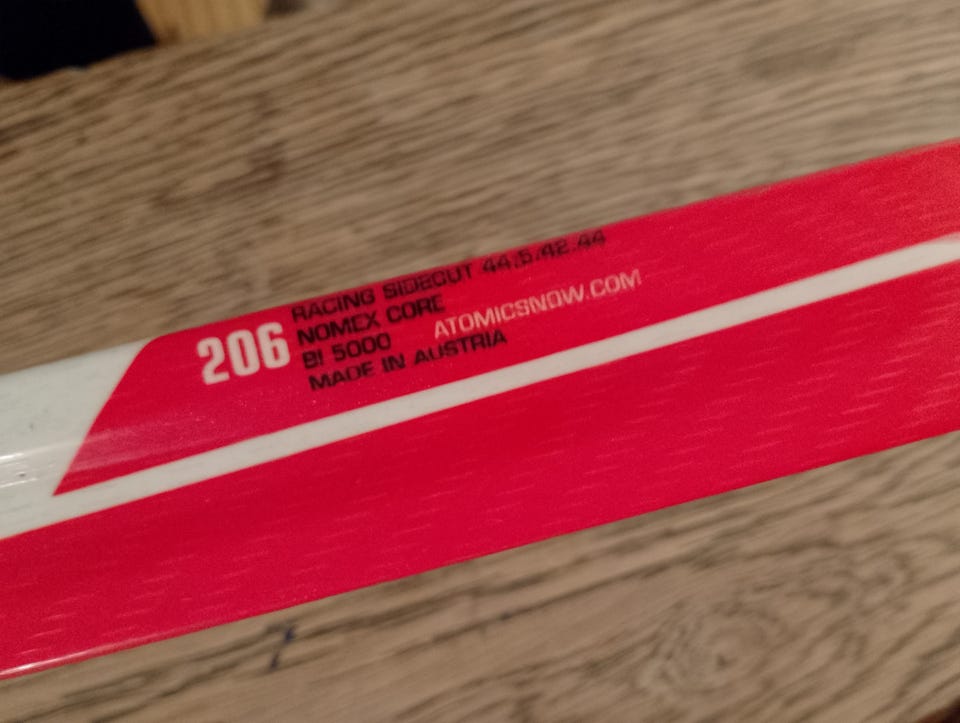 206
RACING SIDECUT 44.5.42.44
NOMEX CORE
BI 5000
MADE IN AUSTRIA
ATOMICSNOW.COM